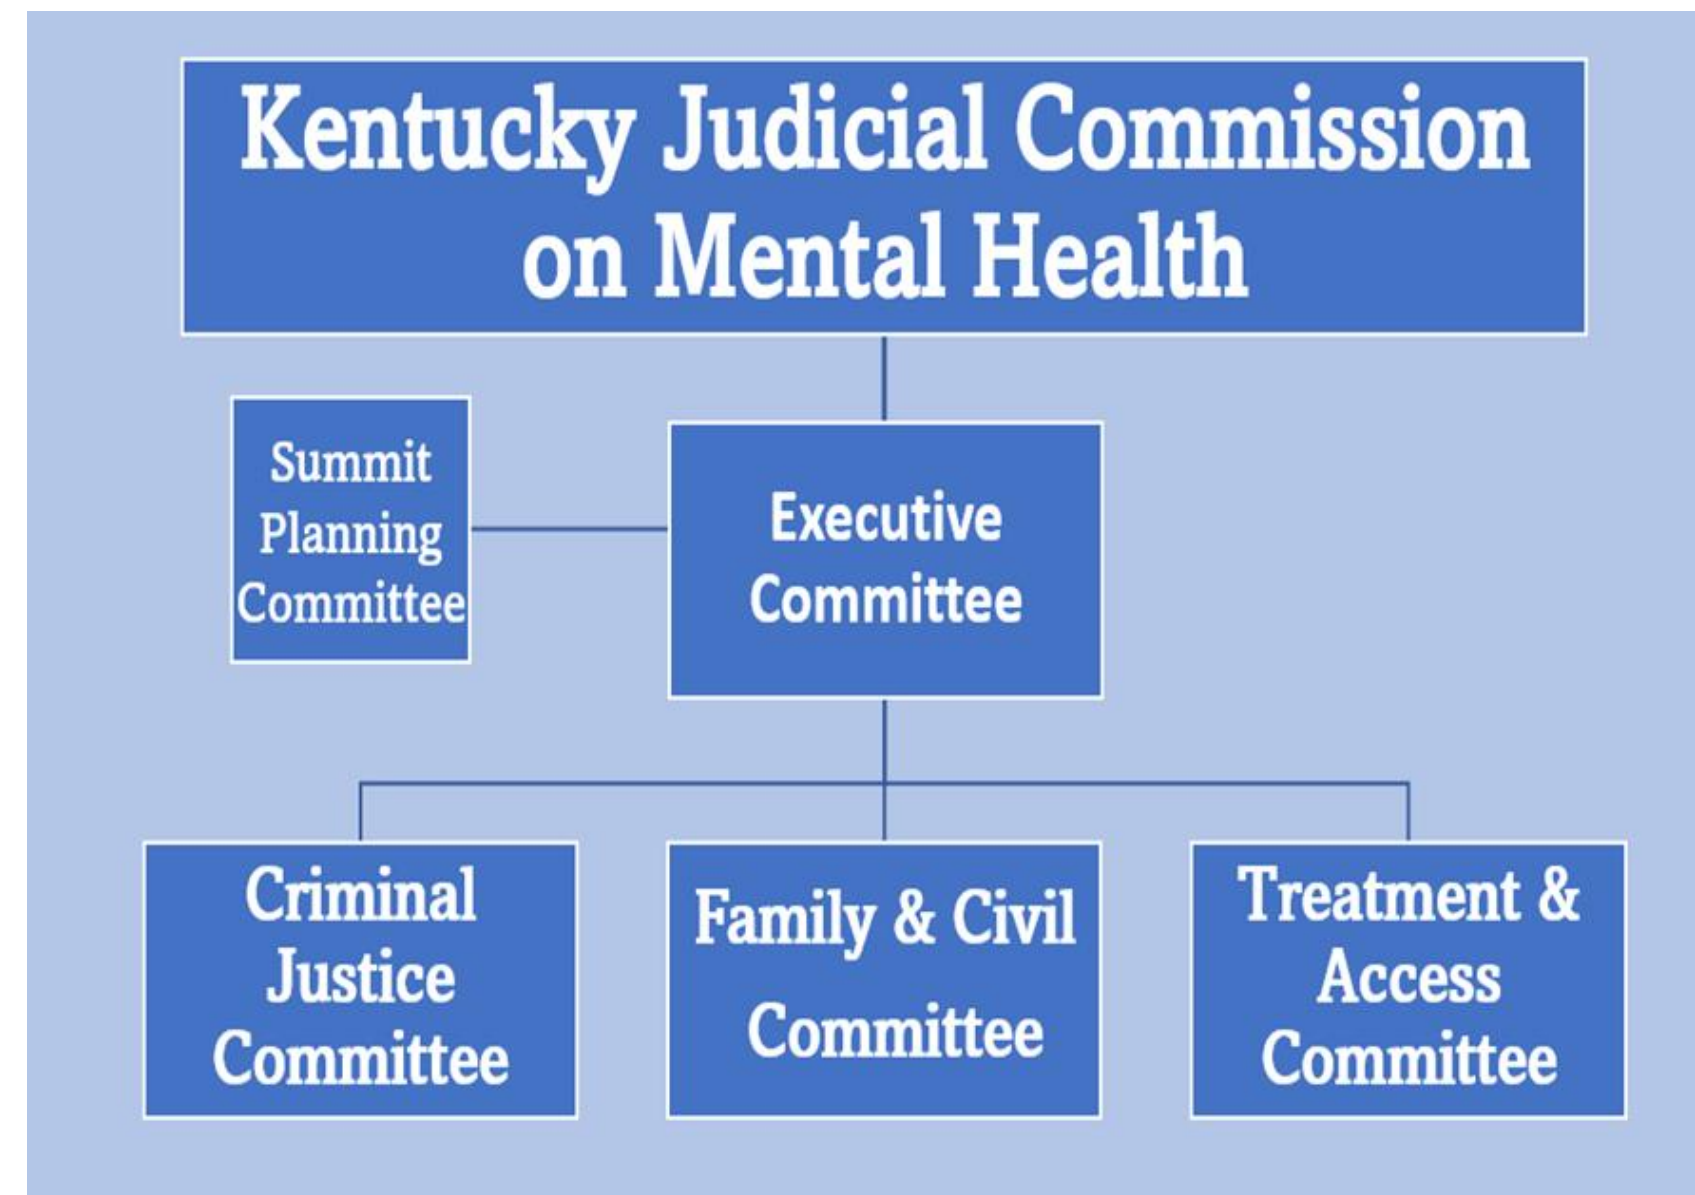 Kentucky Judicial Commission
on Mental Health
Summit
Planning
Committee
Executive
Committee
Criminal
Justice
Committee
Family & Civil
Committee
Treatment &
Access
Committee